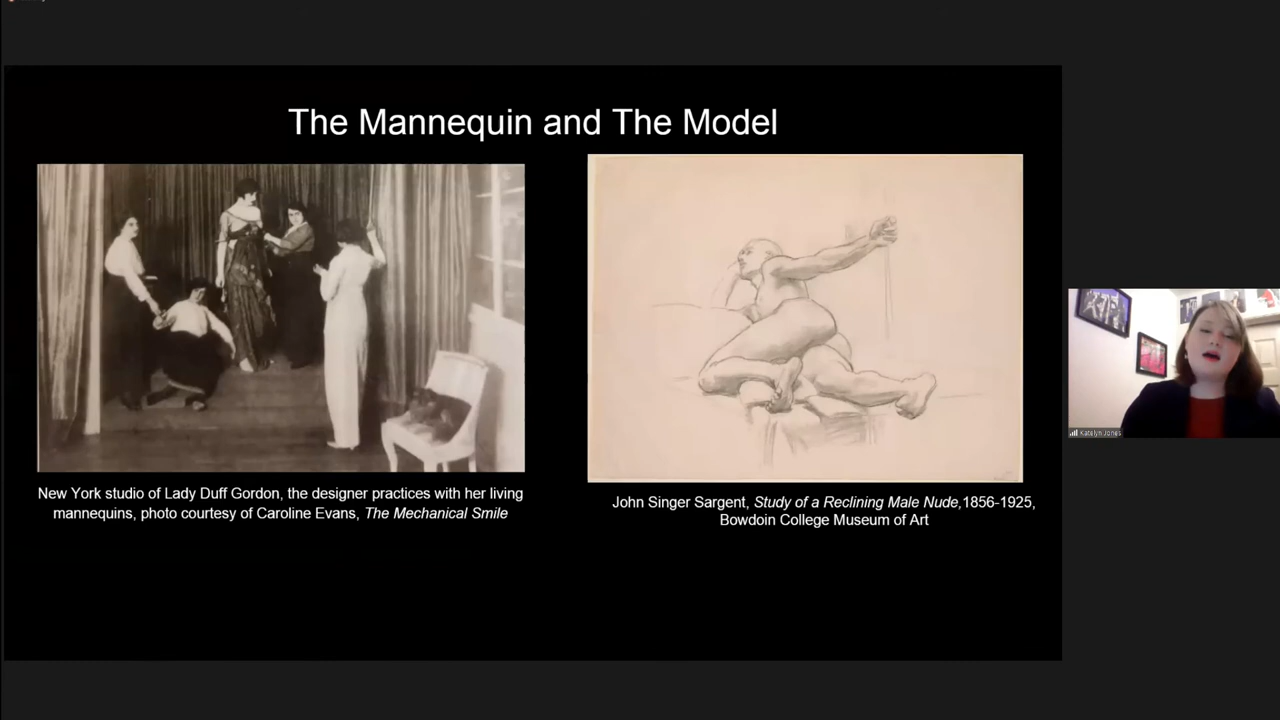 The Mannequin and The Model
New York studio of Lady Duff Gordon, the designer practices with her living
mannequins, photo courtesy of Caroline Evans, The Mechanical Smile
John Singer Sargent, Study of a Reclining Male Nude,1856-1925,
Bowdoin College Museum of Art
Katelyn Jones